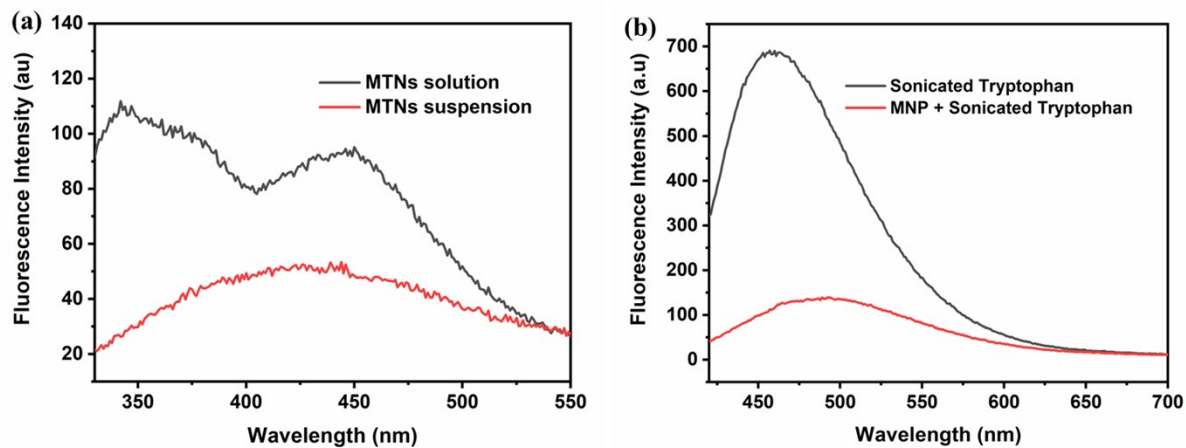 (a)
140
120
100
80
60
40
20
Fluorescence Intensity (au)
MTNs solution
MTNs suspension
350 400 450 500 550
Wavelength (nm)
(b)
700
600
500
400
300
200
100
0
Fluorescence Intensity (a.u)
Sonicated Tryptophan
MNP + Sonicated Tryptophan
450 500 550 600 650 700
Wavelength (nm)